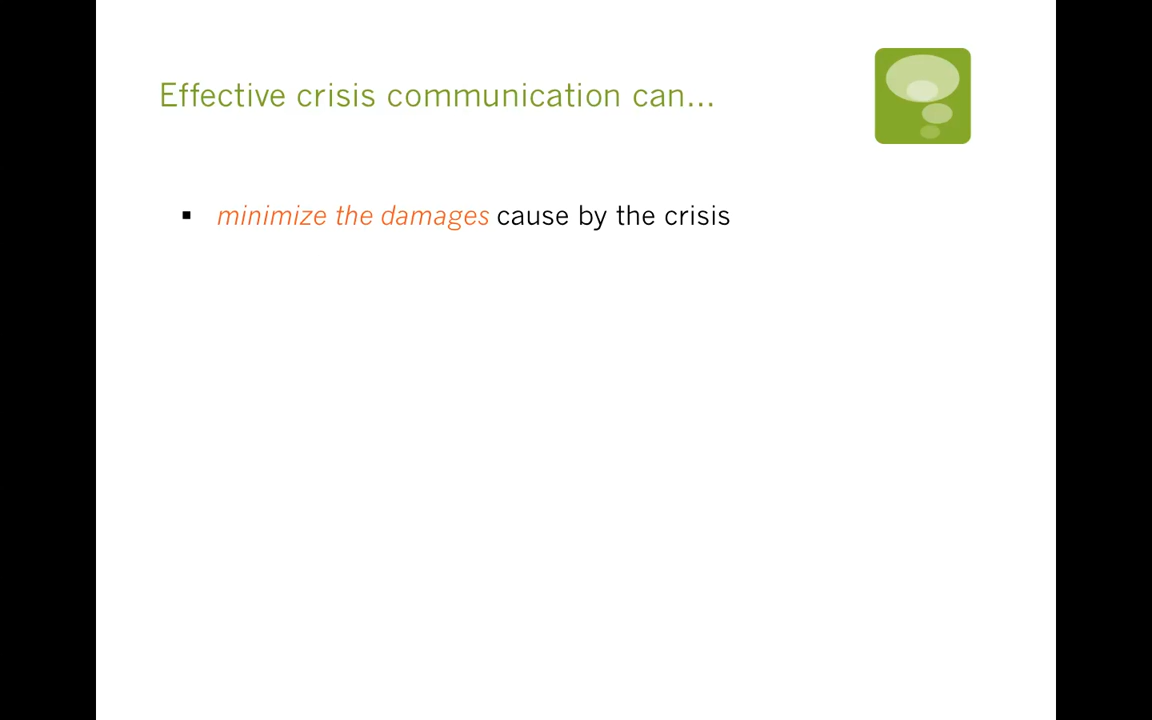 Effective crisis communication can...
▪ minimize the damages cause by the crisis